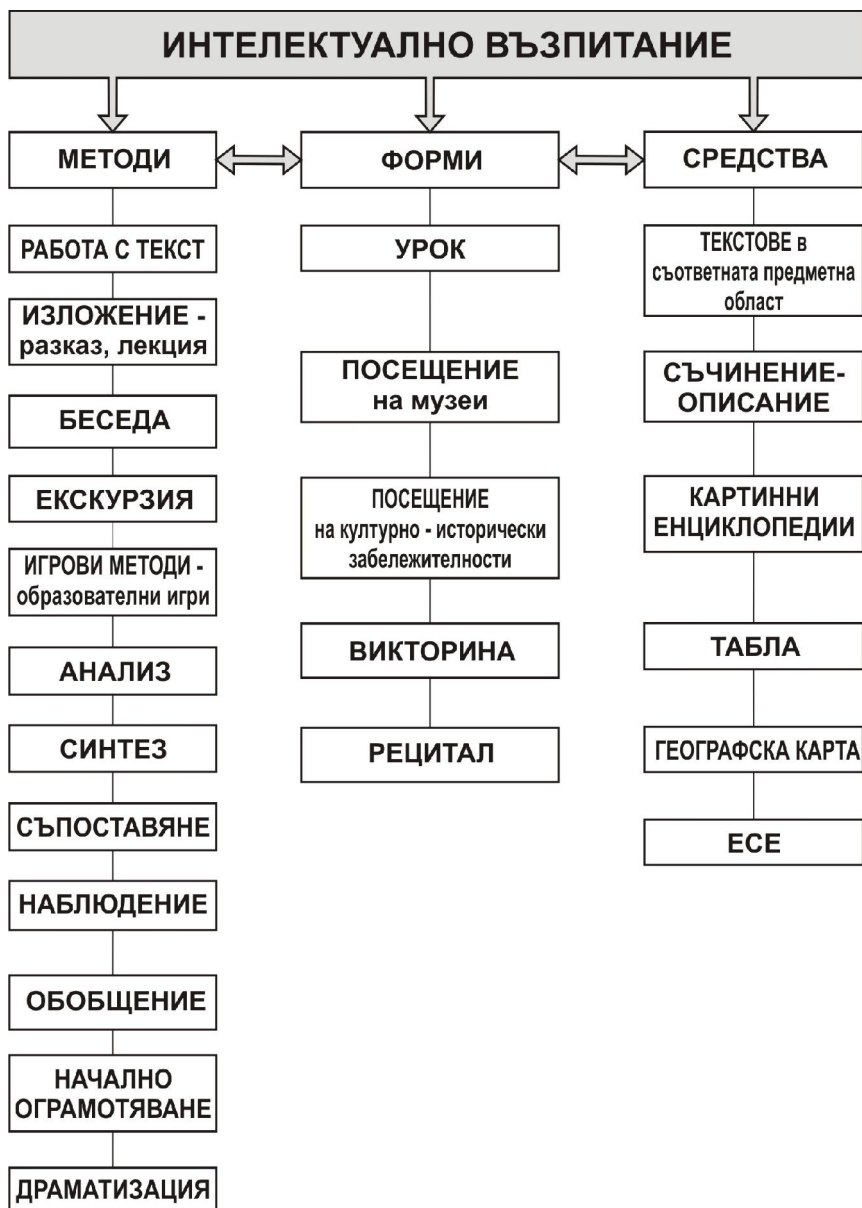 ИНТЕЛЕКТУАЛНО ВЪЗПИТАНИЕ
МЕТОДИ
РАБОТА С ТЕКСТ
ИЗЛОЖЕНИЕ -
разказ, лекция
БЕСЕДА
ЕКСКУРЗИЯ
ИГРОВИ МЕТОДИ -
образователни игри
АНАЛИЗ
СИНТЕЗ
СЪПОСТАВЯНЕ
НАБЛЮДЕНИЕ
ОБОБЩЕНИЕ
НАЧАЛНО
ОГРАМОТЯВАНЕ
ДРАМАТИЗАЦИЯ
ФОРМИ
УРОК
ПОСЕЩЕНИЕ
на музеи
ПОСЕЩЕНИЕ
на културно - исторически
забележителности
ВИКТОРИНА
РЕЦИТАЛ
СРЕДСТВА
ТЕКСТОВЕ в
съответната предметна
област
СЪЧИНЕНИЕ-
ОПИСАНИЕ
КАРТИННИ
ЕНЦИКЛОПЕДИИ
ТАБЛА
ГЕОГРАФСКА КАРТА
ЕСЕ